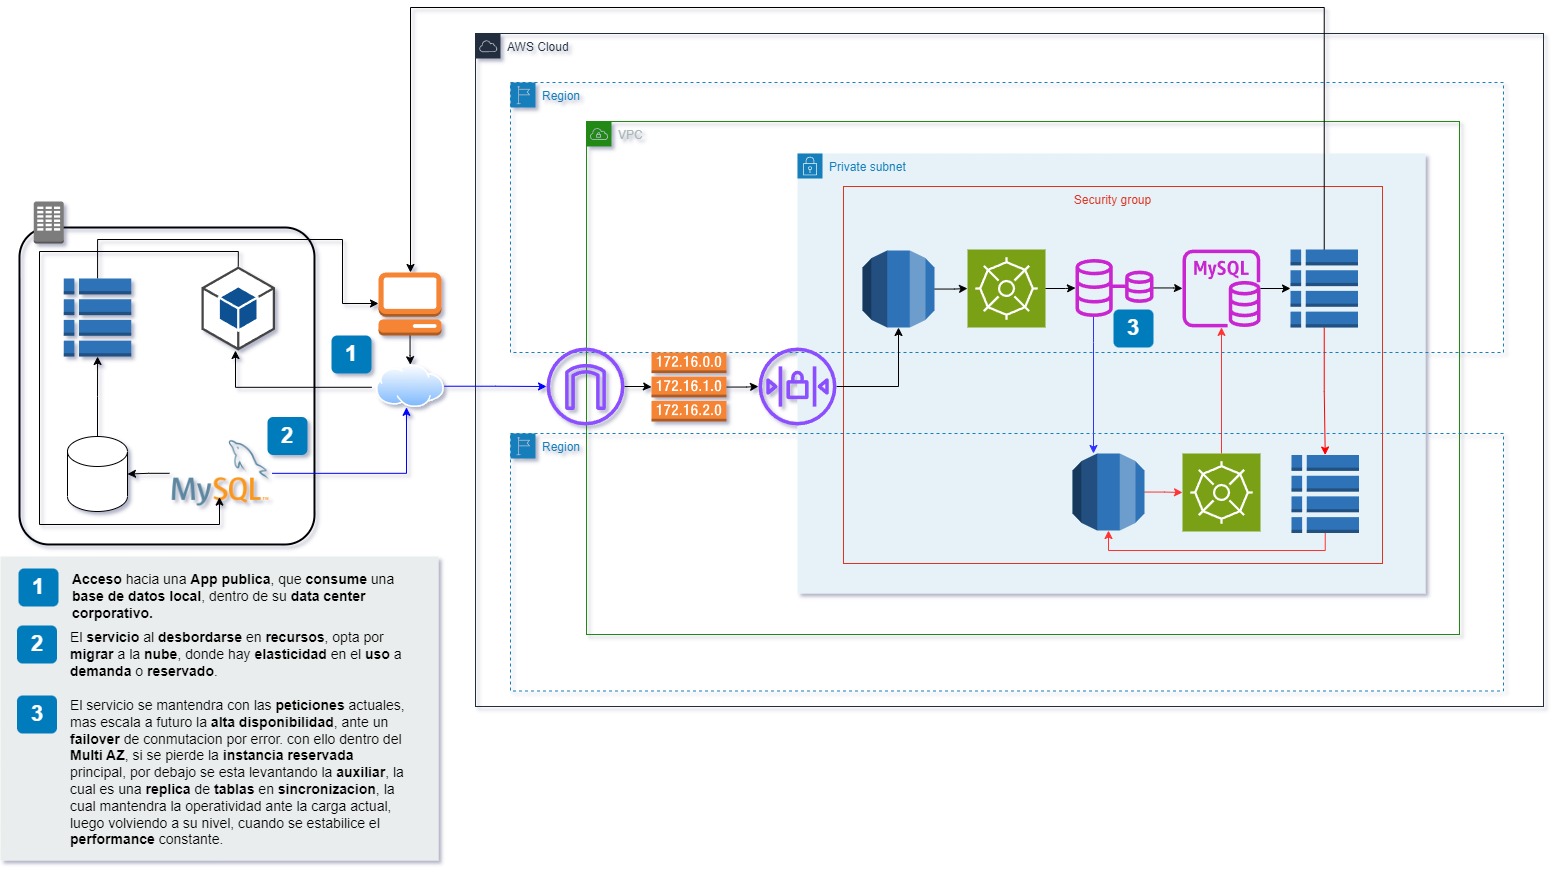 AWS Cloud
Region
VPC
Private subnet
Security group
MySQL
3
1
172.16.0.0
172.16.1.0
172.16.2.0
2
Region
MySQL
1
Acceso hacia una App publica, que consume una
base de datos local, dentro de su data center
corporativo.
2
El servicio al desbordarse en recursos, opta por
migrar a la nube, donde hay elasticidad en el uso a
demanda o reservado.
3
El servicio se mantendra con las peticiones actuales,
mas escala a futuro la alta disponibilidad, ante un
failover de conmutacion por error. con ello dentro del
Multi AZ, si se pierde la instancia reservada
principal, por debajo se esta levantando la auxiliar, la
cual es una replica de tablas en sincronizacion, la
cual mantendra la operatividad ante la carga actual,
luego volviendo a su nivel, cuando se estabilice el
performance constante.